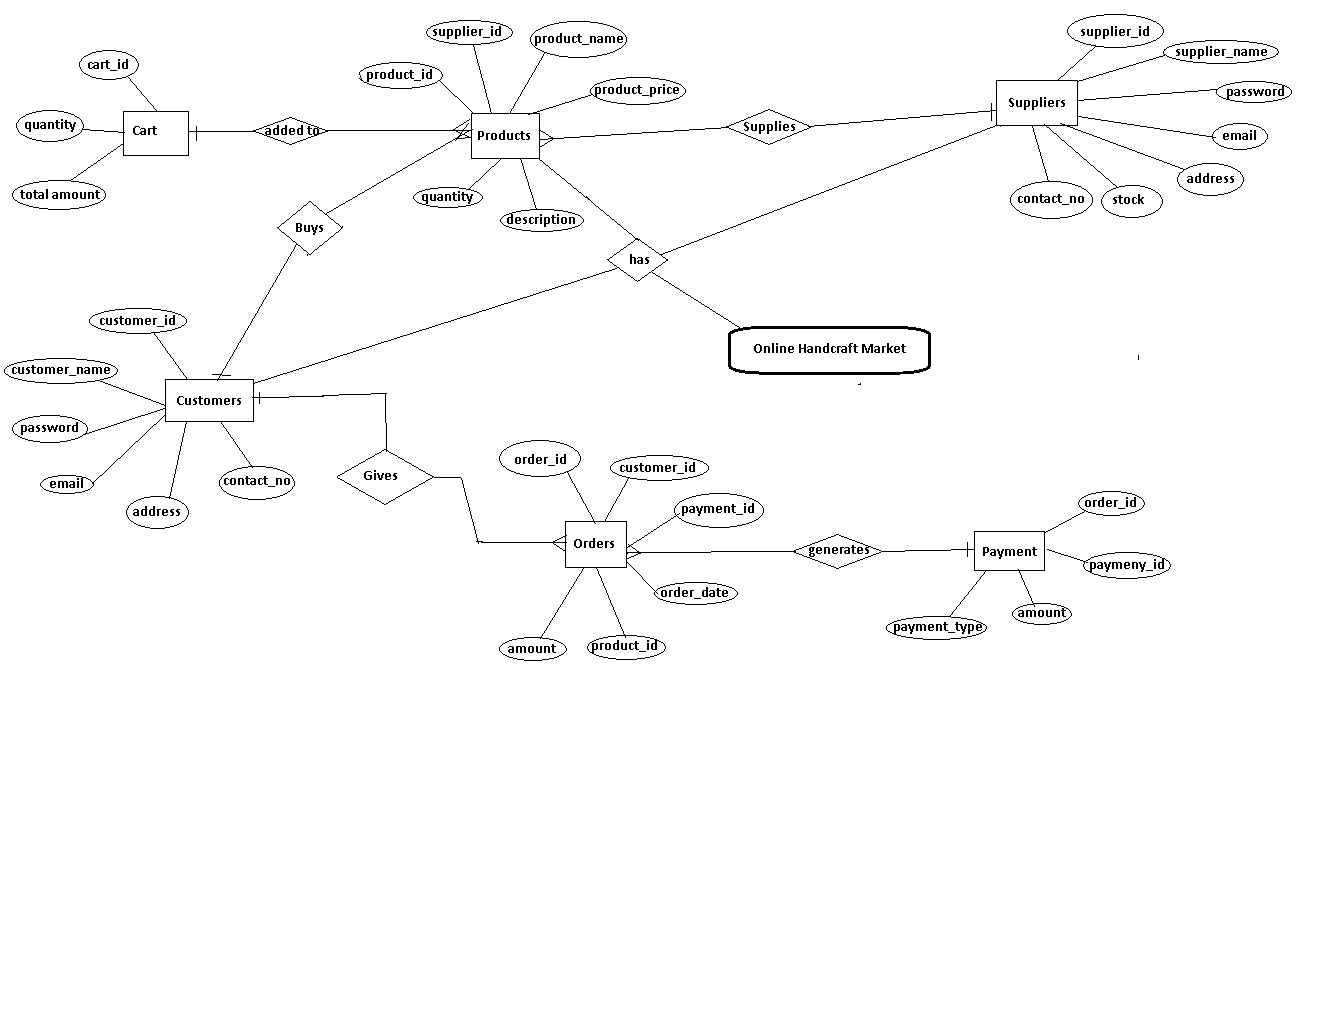 supplier_id
product_name
cart_id
product_id
product_price
quantity
Cart
added to
Products
Supplies
Suppliers
supplier_id
supplier_name
password
email
address
contact_no
stock
total amount
quantity
description
Buys
has
Online Handcraft Market
customer_id
customer_name
Customers
password
email
address
contact_no
Gives
order_id
customer_id
payment_id
Orders
generates
Payment
order_id
paymeny_id
order_date
amount
product_id
payment_type
amount